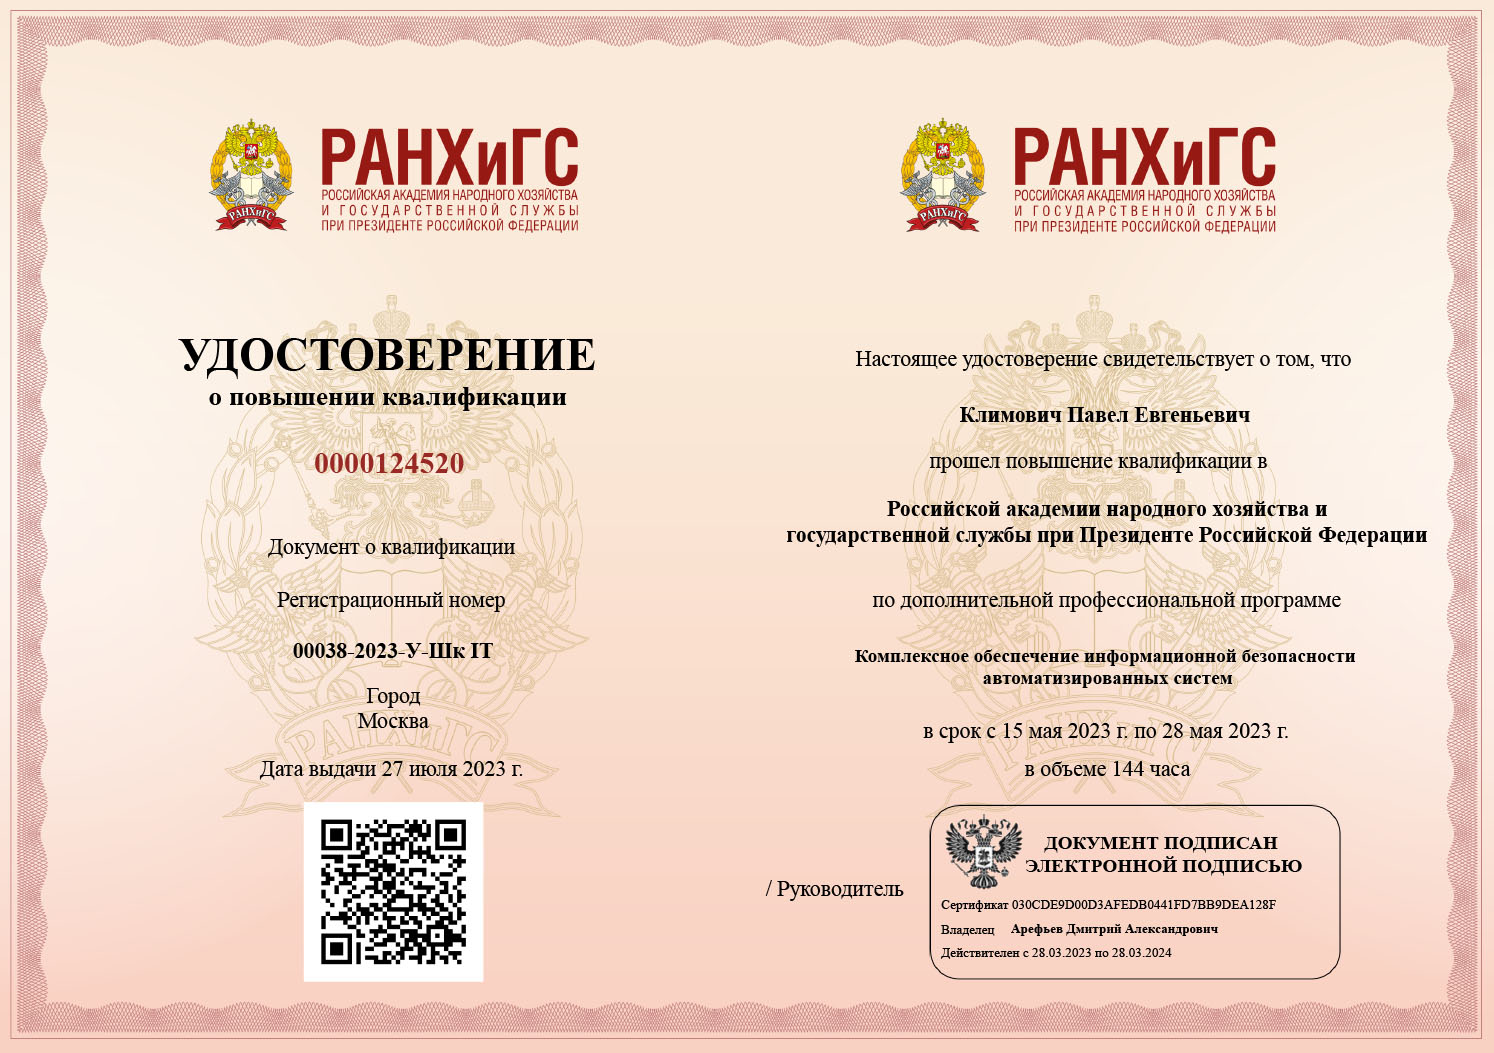 РАНХиГС
РОССИЙСКАЯ АКАДЕМИЯ НАРОДНОГО ХОЗЯЙСТВА
И ГОСУДАРСТВЕННОЙ СЛУЖБЫ
ПРИ ПРЕЗИДЕНТЕ РОССИЙСКОЙ ФЕДЕРАЦИИ
РАНХиГС
УДОСТОВЕРЕНИЕ
о повышении квалификации
0000124520
Документ о квалификации
Регистрационный номер
00038-2023-У-Шк IT
Город
Москва
РАНХиГС
Дата выдачи 27 июля 2023 г.
РАНХиГС
РОССИЙСКАЯ АКАДЕМИЯ НАРОДНОГО ХОЗЯЙСТВА
И ГОСУДАРСТВЕННОЙ СЛУЖБЫ
ПРИ ПРЕЗИДЕНТЕ РОССИЙСКОЙ ФЕДЕРАЦИИ
РАНХиГС
Настоящее удостоверение свидетельствует о том, что
Климович Павел Евгеньевич
прошел повышение квалификации в
Российской академии народного хозяйства и
государственной службы при Президенте Российской Федерации
по дополнительной профессиональной программе
Комплексное обеспечение информационной безопасности
автоматизированных систем
в срок с 15 мая 2023 г. по 28 мая 2023 г.
РАНХиГС
в объеме 144 часа
/ Руководитель
ДОКУМЕНТ ПОДПИСАН
ЭЛЕКТРОННОЙ ПОДПИСЬЮ
Сертификат 030CDE9D00D3AFEDB0441FD7BB9DEA128F
Владелец Арефьев Дмитрий Александрович
Действителен с 28.03.2023 по 28.03.2024